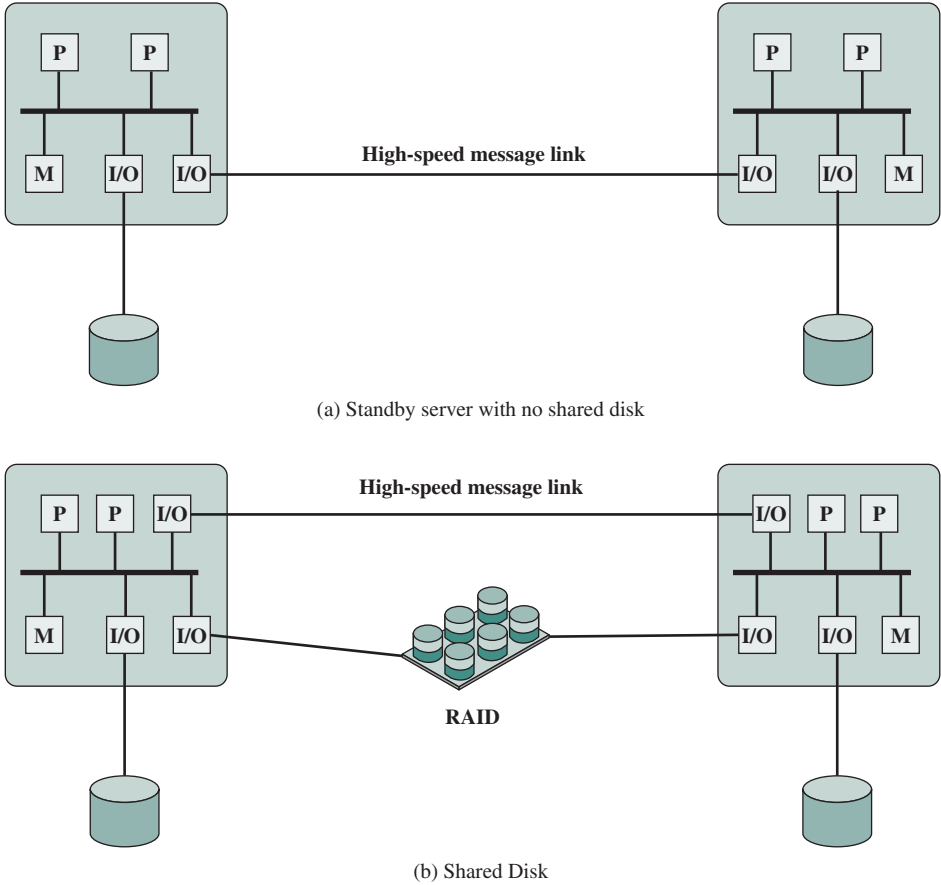 P P P P
M I/O I/O High-speed message link I/O I/O M
(a) Standby server with no shared disk
High-speed message link
P P I/O I/O P P
M I/O I/O I/O I/O M
RAID
(b) Shared Disk